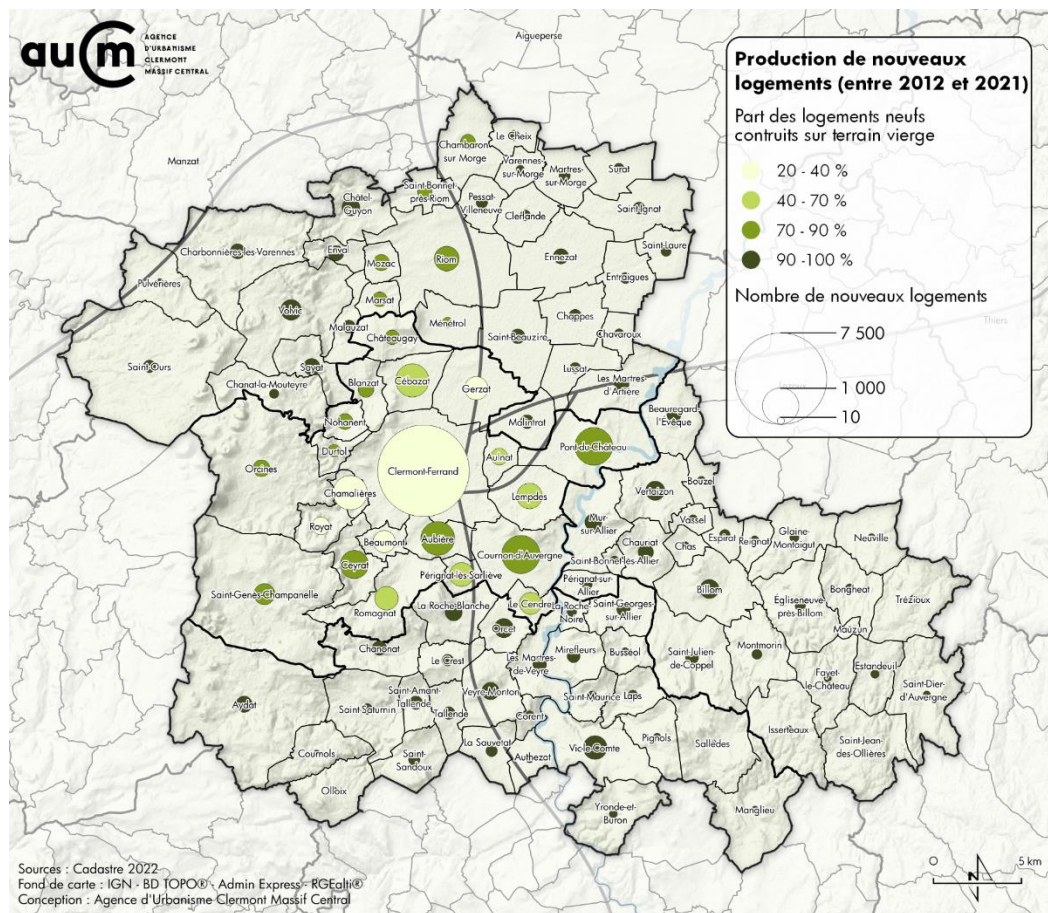 auCm
AGENCE
D'URBANISME
CLERMONT
MASSIF CENTRAL
Production de nouveaux
logements (entre 2012 et 2021)
Part des logements neufs
contruits sur terrain vierge
20 - 40 %
40 - 70 %
70 - 90 %
90 -100 %
Nombre de nouveaux logements
7 500
1 000
10
Aigueperse
Manzat
Thiers
Chambaron
sur Morge
Le Cheix
Varennes-
sur-Morge
Martres-
sur-Morge
Surat
Saint-Bonnet-
près-Riom
Pessat-
Villeneuve
Clerlande
Saint-Ignat
Châtel-
Guyon
Charbonnières-les-Varennes
Enval
Mozac
Riom
Ennezat
Saint-Laure
Entraigues
Pulvérières
Volvic
Marsat
Malauzat
Ménétrol
Châteaugay
Saint-Beauzire
Chappes
Chavaroux
Saint-Ours
Sayat
Chanat-la-Mouteyre
Blanzat
Cébazat
Gerzat
Lussat
Les Martres-
d'Artière
Nohanent
Malintrat
Beauregard-
l'Évêque
Orcines
Durtol
Clermont-Ferrand
Aulnat
Pont-du-Château
Chamalières
Lempdes
Vertaizon
Bouzel
Royat
Beaumont
Aubière
Mur-
sur-Allier
Vassel
Espirat
Reignat
Glaine-
Montaigut
Neuville
Ceyrat
Cournon-d'Auvergne
Chauriat
Chas
Saint-Bonnet-lès-Allier
Pérignat-lès-Sarliève
Saint-Genès-Champanelle
Romagnat
Pérignat-sur-
Allier
Billom
Égliseneuve-
près-Billom
Bongheat
Trézioux
La Roche-Blanche
Le Cendre
La Roche-
Noire
Saint-Georges-
sur-Allier
Mauzun
Chanonat
Orcet
Le Crest
Les Martres-
de-Veyre
Mirefleurs
Busséol
Saint-Julien-
de-Coppel
Montmorin
Estandeuil
Fayet-
le-Château
Saint-Dier-
d'Auvergne
Aydat
Saint-Saturnin
Saint-Amant-
Tallende
Tallende
Veyre-Monton
Corent
Saint-Maurice
Laps
Isserteaux
Saint-Jean-
des-Ollières
Cournols
Saint-
Sandoux
La Sauvetat
Authezat
Vic-le-Comte
Pignols
Sallèdes
Olloix
Yronde-et-
Buron
Manglieu
Sources : Cadastre 2022
Fond de carte : IGN - BD TOPO® - Admin Express - RGEalti®
Conception : Agence d'Urbanisme Clermont Massif Central
0
5 km
N